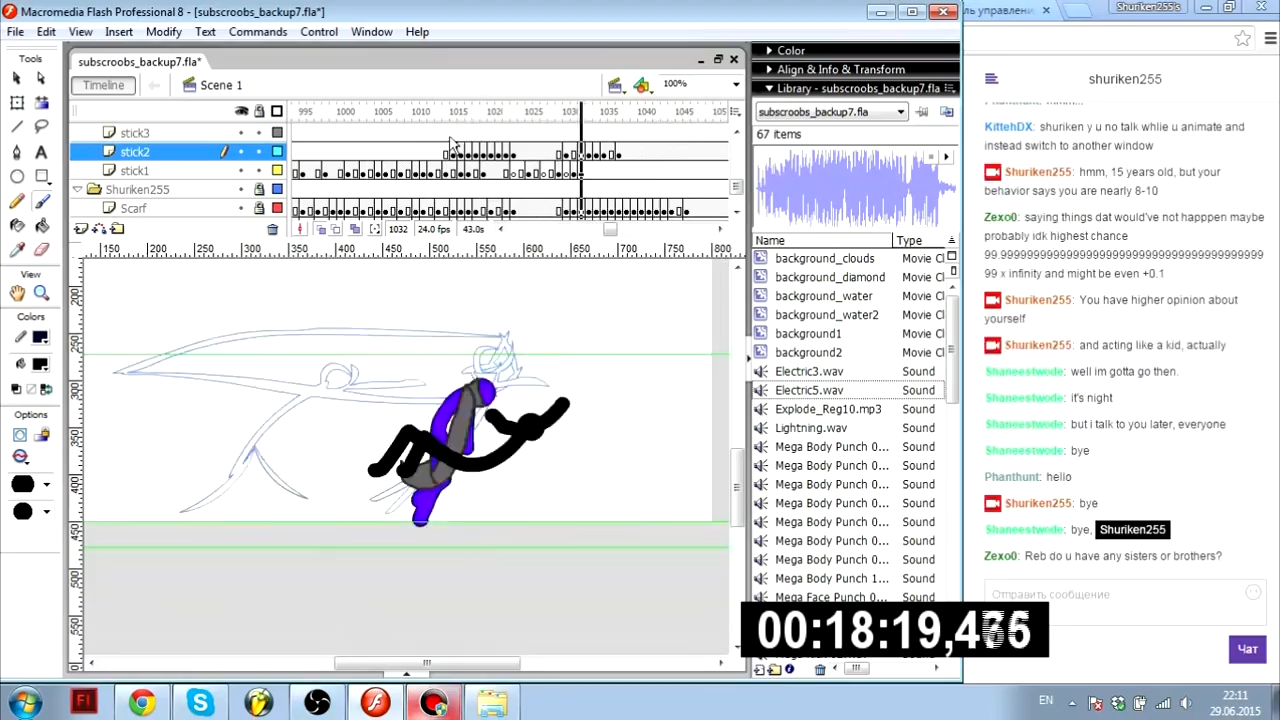 Macromedia Flash Professional 8 - [subscroobs_backup7.fla*]
File Edit View Insert Modify Text Commands Control Window Help
Tools
View
Colors
Options
subscroobs_backup7.fla*
Timeline
Scene 1
100%
995 1000 1005 1010 1015 1025 1030 1035 1040 1045
stick3
stick2
stick1
Shuriken255
Scarf
1032 24.0 fps 43.0s
150 200 250 300 350 400 450 500 550 600 650 700 750 800
Color
Align & Info & Transform
Library - subscroobs_backup7.fla
subscroobs_backup7.fla
67 items
Name Type
background_clouds Movie Cl
background_diamond Movie Cl
background_water Movie Cl
background_water2 Movie Cl
background1 Movie Cl
background2 Movie Cl
Electric3.wav Sound
Electric5.wav Sound
Explode_Reg10.mp3 Sound
Lightning.wav Sound
Mega Body Punch 0... Sound
Mega Body Punch 0... Sound
Mega Body Punch 0... Sound
Mega Body Punch 0... Sound
Mega Body Punch 0... Sound
Mega Body Punch 0... Sound
Mega Body Punch 0... Sound
Mega Body Punch 1... Sound
Mega Face Punch 0... Sound
ль управлени
Shuriken255's
shuriken255
KittehDX: shuriken y u no talk whlie u animate and
instead switch to another window
Shuriken255: hmm, 15 years old, but your
behavior says you are nearly 8-10
Zexo0: saying things dat would've not happpen maybe
probably idk highest chance
99 x infinity and might be even +0.1
Shuriken255: You have higher opinion about
yourself
Shuriken255: and acting like a kid, actually
Shaneestwode: well im gotta go then.
Shaneestwode: it's night
Shaneestwode: but i talk to you later, everyone
Shaneestwode: bye
Phanthunt: hello
Shuriken255: bye
Shaneestwode: bye, Shuriken255
Zexo0: Reb do u have any sisters or brothers?
Отправить сообщение
Чат
EN
22:11
29.06.2015